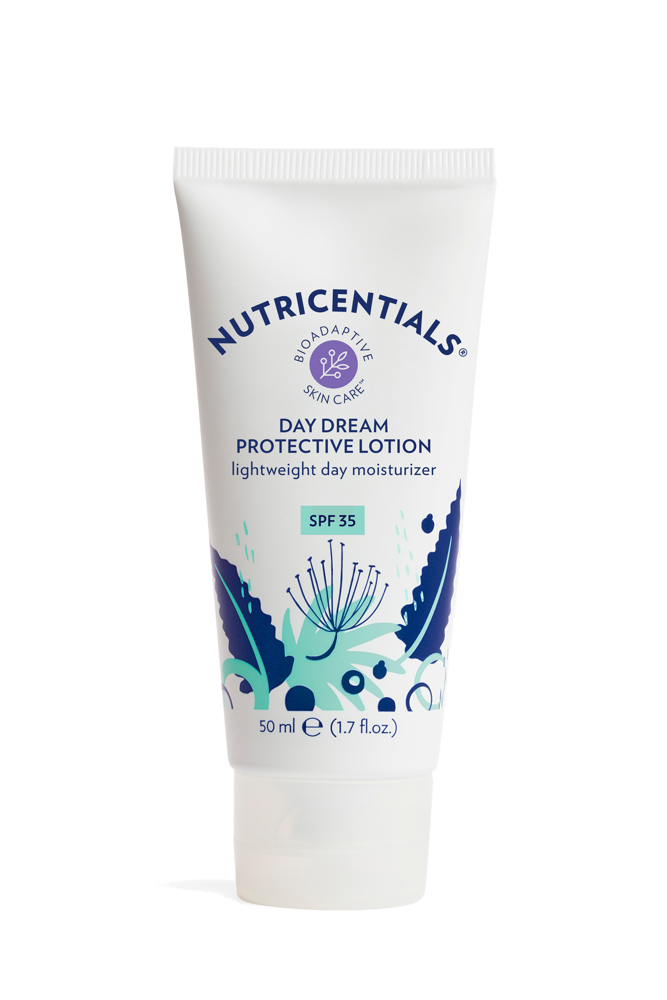 NUTRICENTIALS®
BIOADAPTIVE
SKIN CARE™
DAY DREAM
PROTECTIVE LOTION
lightweight day moisturizer
SPF 35
50 ml ℮ (1.7 fl.oz.)